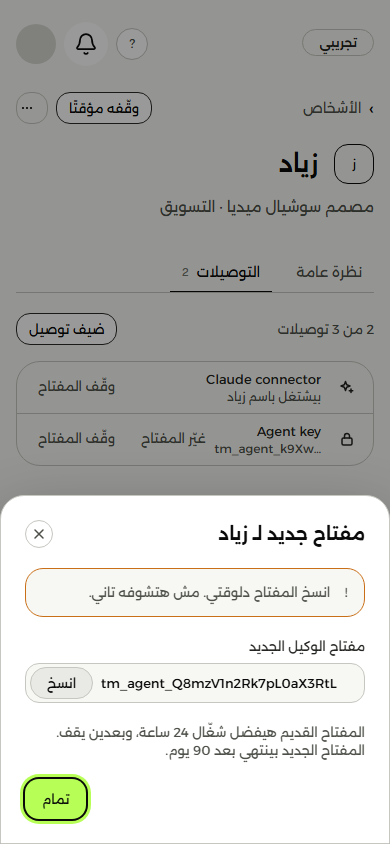 تجريبي
?
‹ الأشخاص
وقّفه مؤقتًا
...
ز
زياد
مصمم سوشيال ميديا · التسويق
نظرة عامة
التوصيلات 2
2 من 3 توصيلات
ضيف توصيل
Claude connector
بيشتغل باسم زياد
وقّف المفتاح
Agent key
tm_agent_k9Xw…
غيّر المفتاح
وقّف المفتاح
مفتاح جديد لـ زياد
! انسخ المفتاح دلوقتي. مش هتشوفه تاني.
مفتاح الوكيل الجديد
tm_agent_Q8mzV1n2Rk7pL0aX3RtL
انسخ
المفتاح القديم هيفضل شغّال 24 ساعة، وبعدين يقف.
المفتاح الجديد بينتهي بعد 90 يوم.
تمام